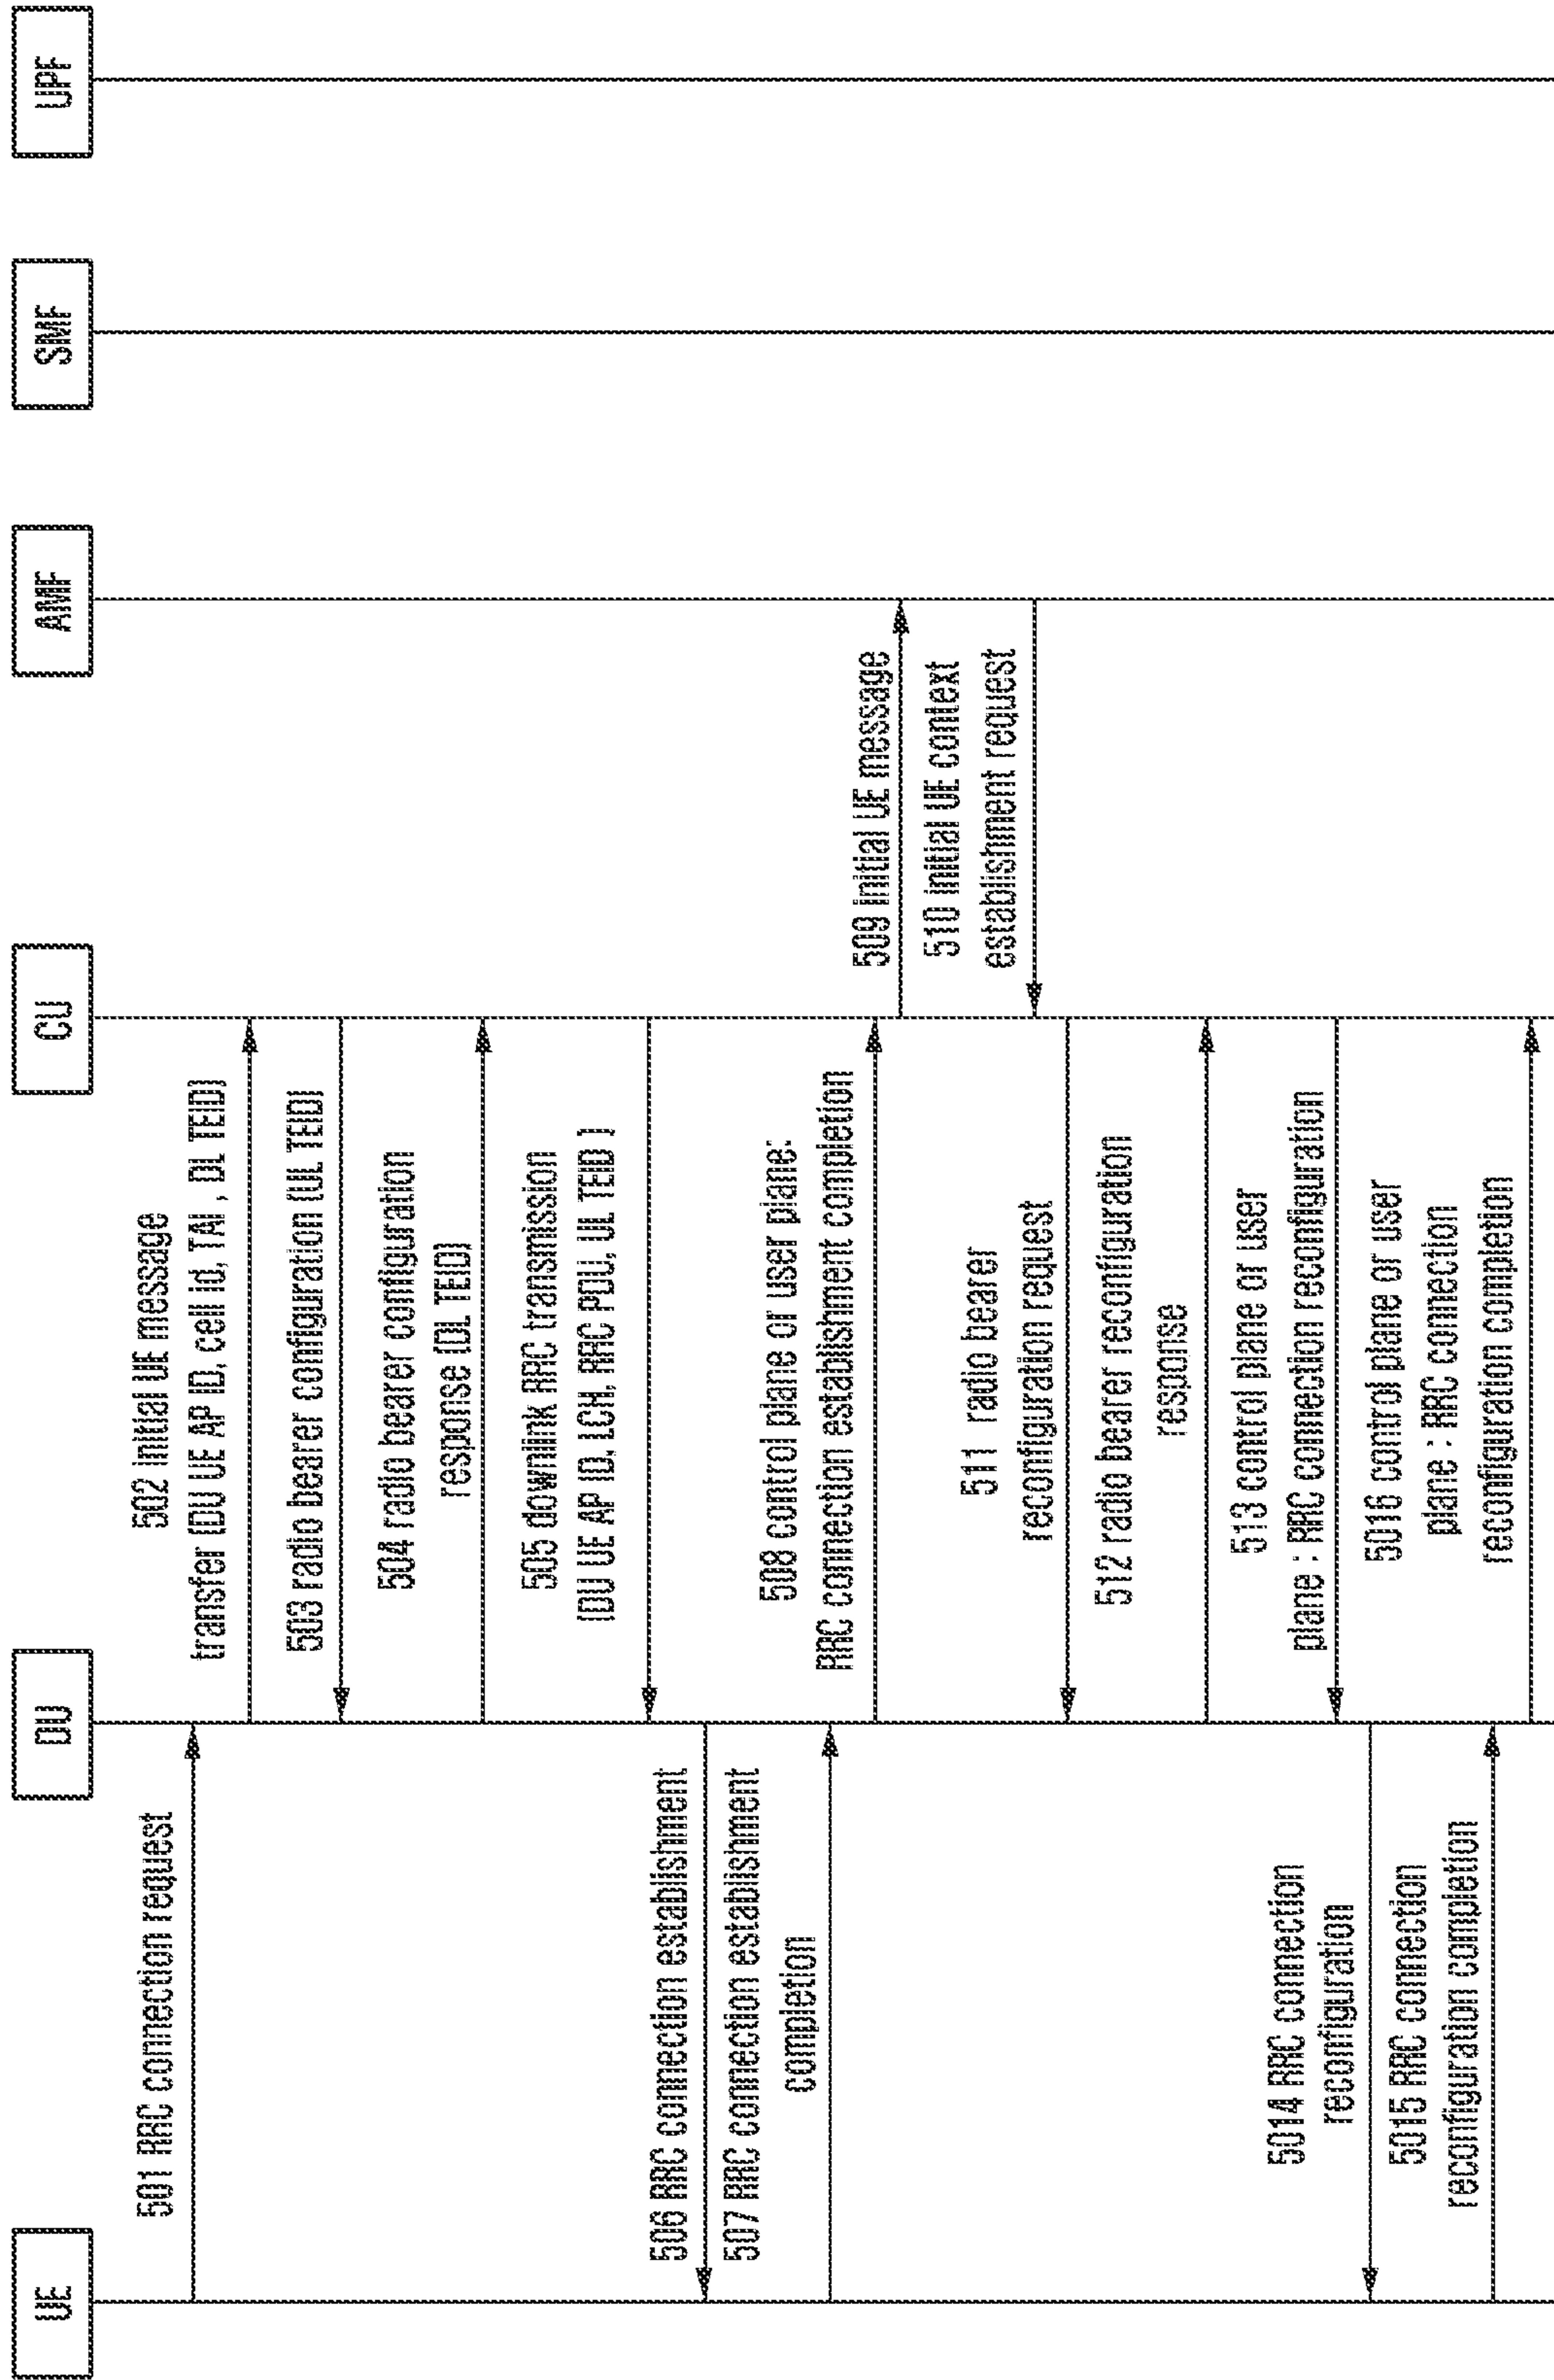 UE
DU
CU
AMF
SMF
UPF
501 RRC connection request
502 initial UE message
transfer (DU UE AP ID, cell id, TAI , DL TEID)
503 radio bearer configuration (UL TEID)
504 radio bearer configuration
response (DL TEID)
505 downlink RRC transmission
(DU UE AP ID, LCH, RRC PDU, UL TEID )
506 RRC connection establishment
507 RRC connection establishment
completion
508 control plane or user plane:
RRC connection establishment completion
509 initial UE message
510 initial UE context
establishment request
511 radio bearer
reconfiguration request
512 radio bearer reconfiguration
response
513 control plane or user
plane : RRC connection reconfiguration
5014 RRC connection
reconfiguration
5015 RRC connection
reconfiguration completion
5016 control plane or user
plane : RRC connection
reconfiguration completion